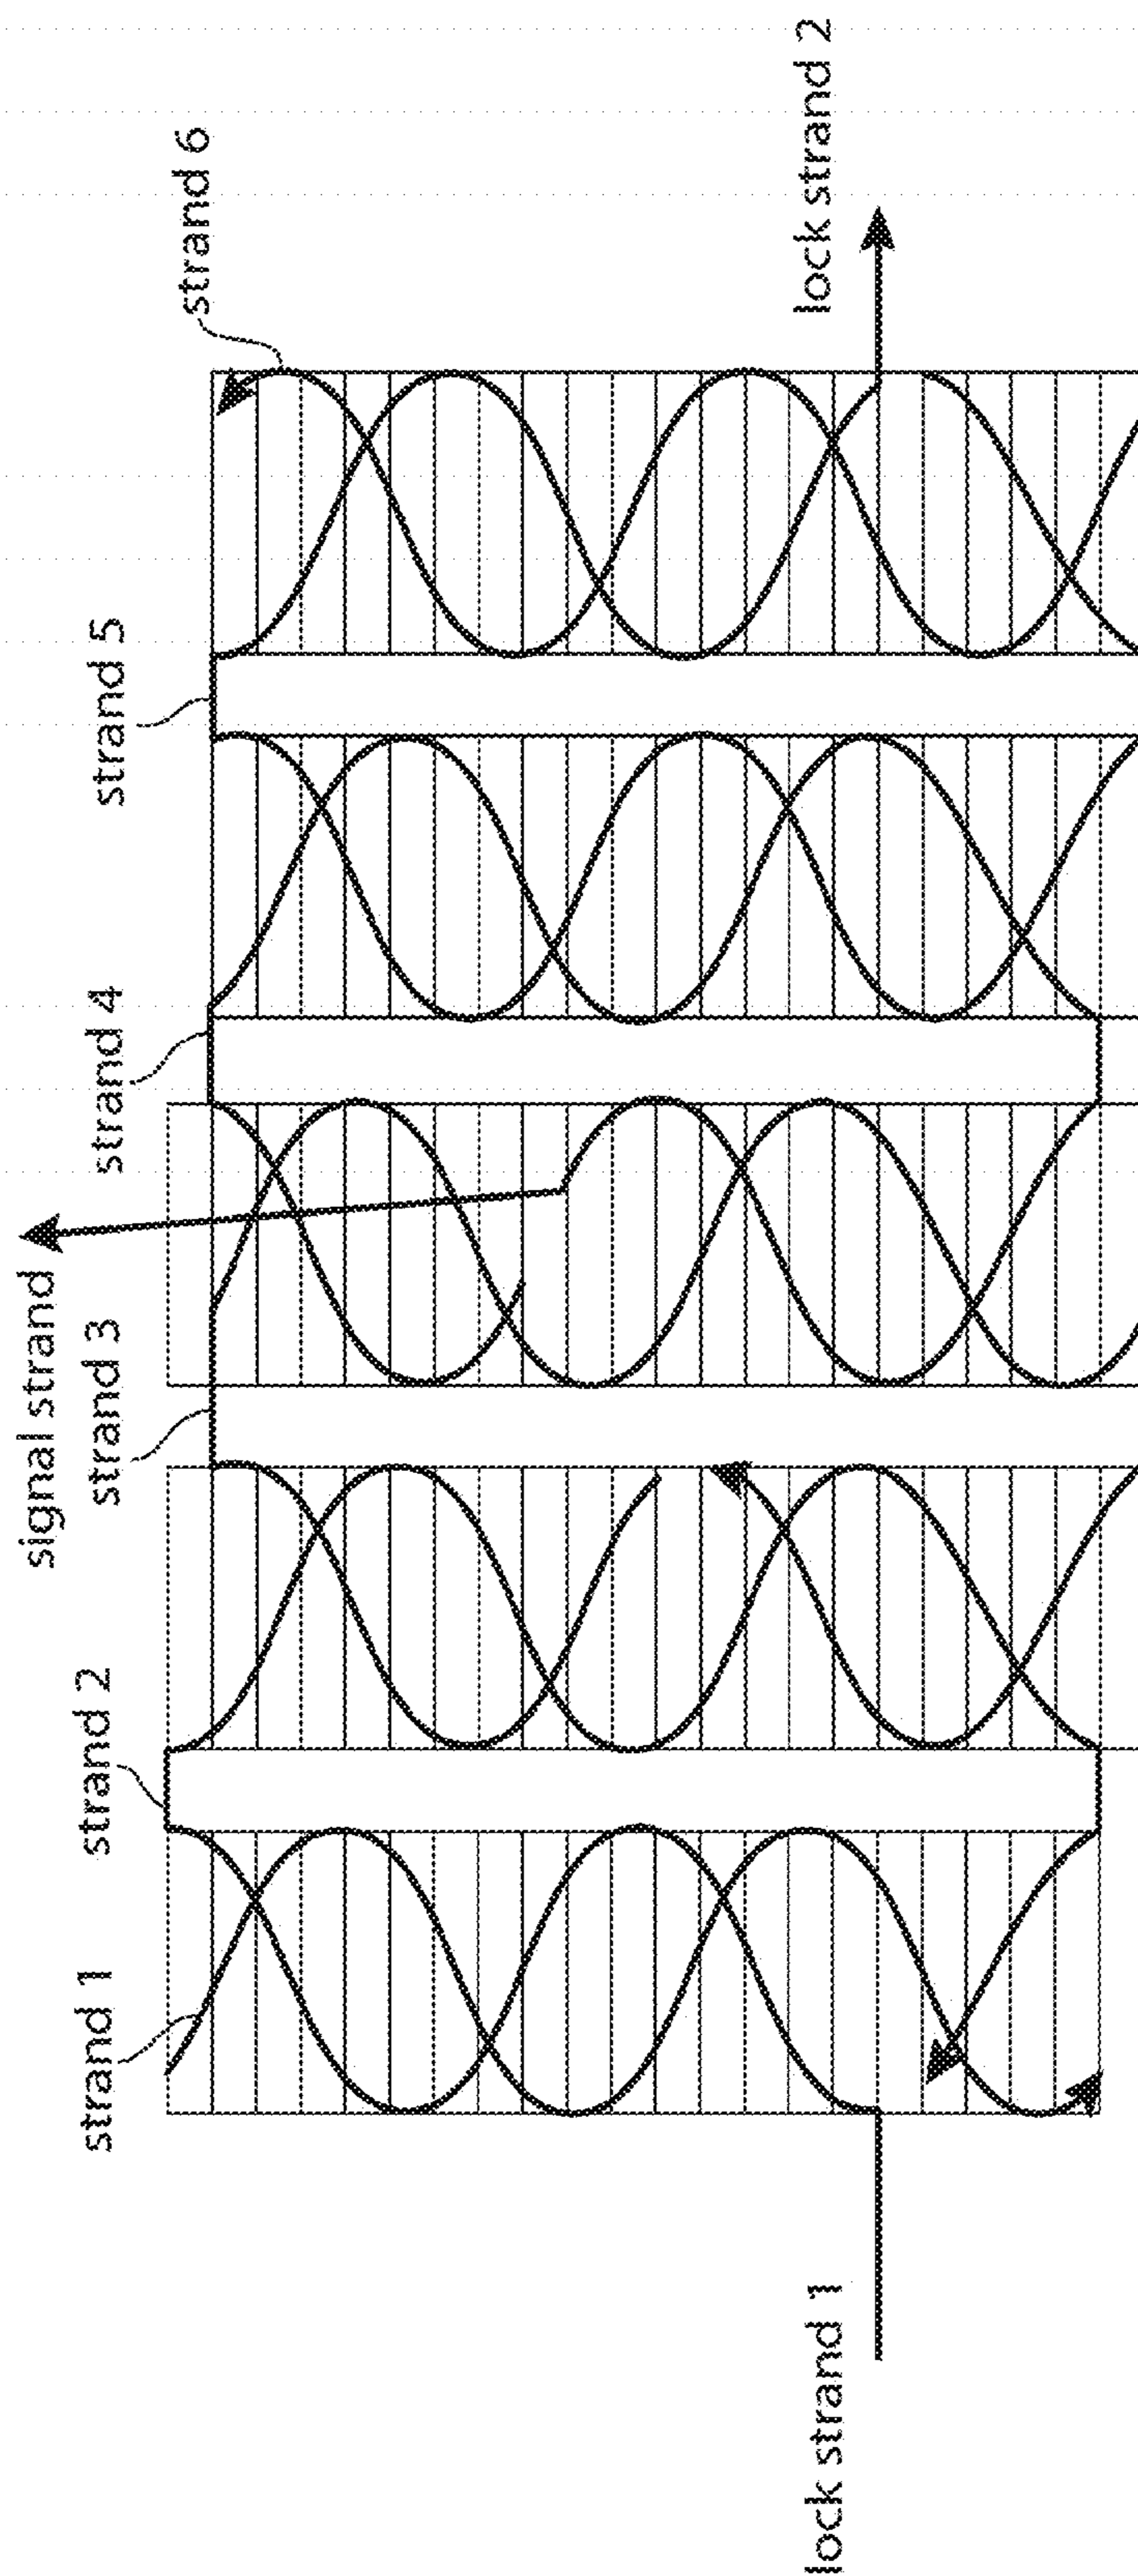 signal strand
strand 1
strand 2
strand 3
strand 4
strand 5
strand 6
lock strand 1
lock strand 2